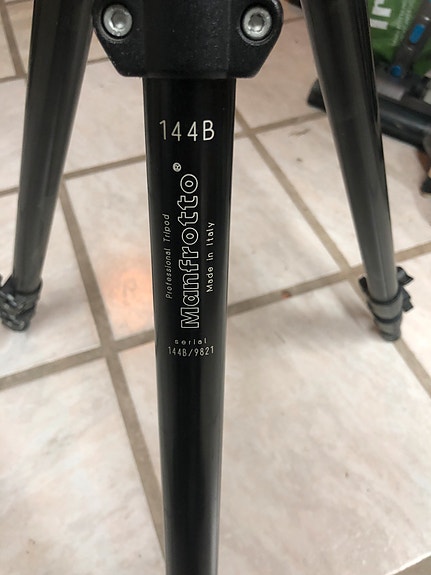 144B
Professional Tripod
Manfrotto®
Made in Italy
serial
144B/9821